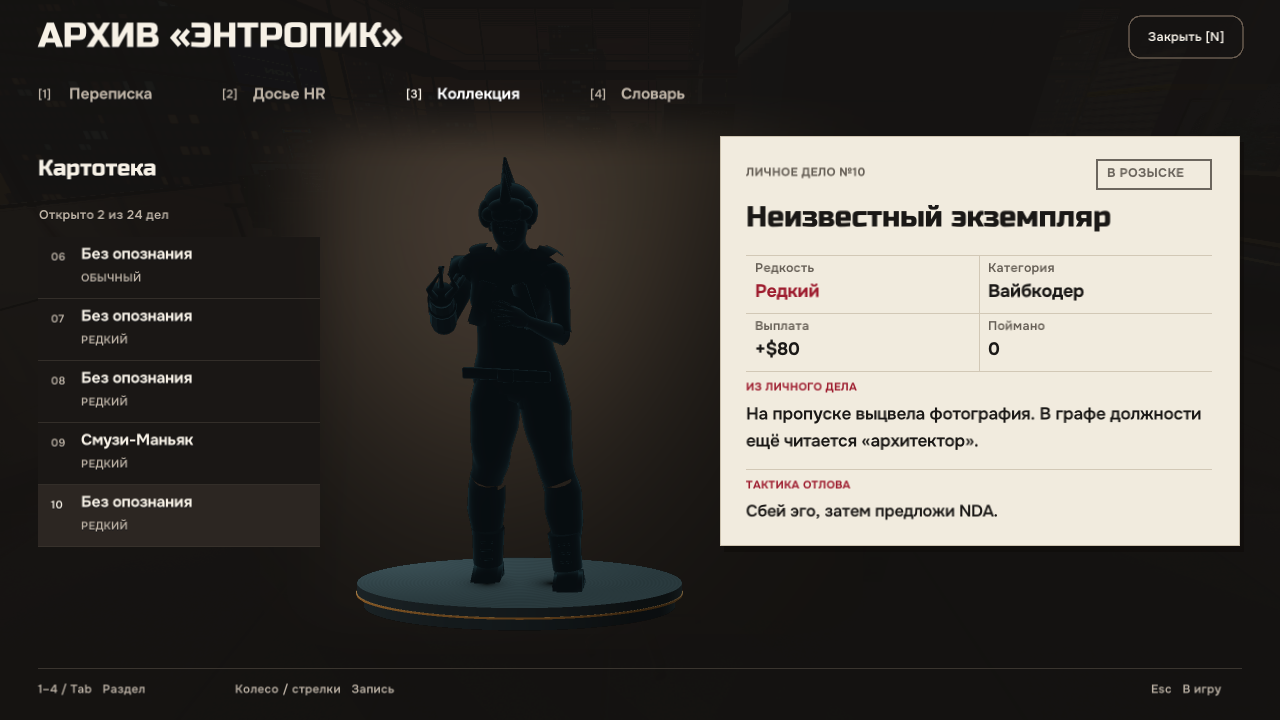 АРХИВ «ЭНТРОПИК»
Закрыть [N]
[1] Переписка
[2] Досье HR
[3] Коллекция
[4] Словарь
Картотека
Открыто 2 из 24 дел
06 Без опознания
ОБЫЧНЫЙ
07 Без опознания
РЕДКИЙ
08 Без опознания
РЕДКИЙ
09 Смузи-Маньяк
РЕДКИЙ
10 Без опознания
РЕДКИЙ
ЛИЧНОЕ ДЕЛО №10
В РОЗЫСКЕ
Неизвестный экземпляр
Редкость
Редкий
Категория
Вайбкодер
Выплата
+$80
Поймано
0
ИЗ ЛИЧНОГО ДЕЛА
На пропуске выцвела фотография. В графе должности
ещё читается «архитектор».
ТАКТИКА ОТЛОВА
Сбей эго, затем предложи NDA.
1–4 / Tab Раздел
Колесо / стрелки Запись
Esc В игру